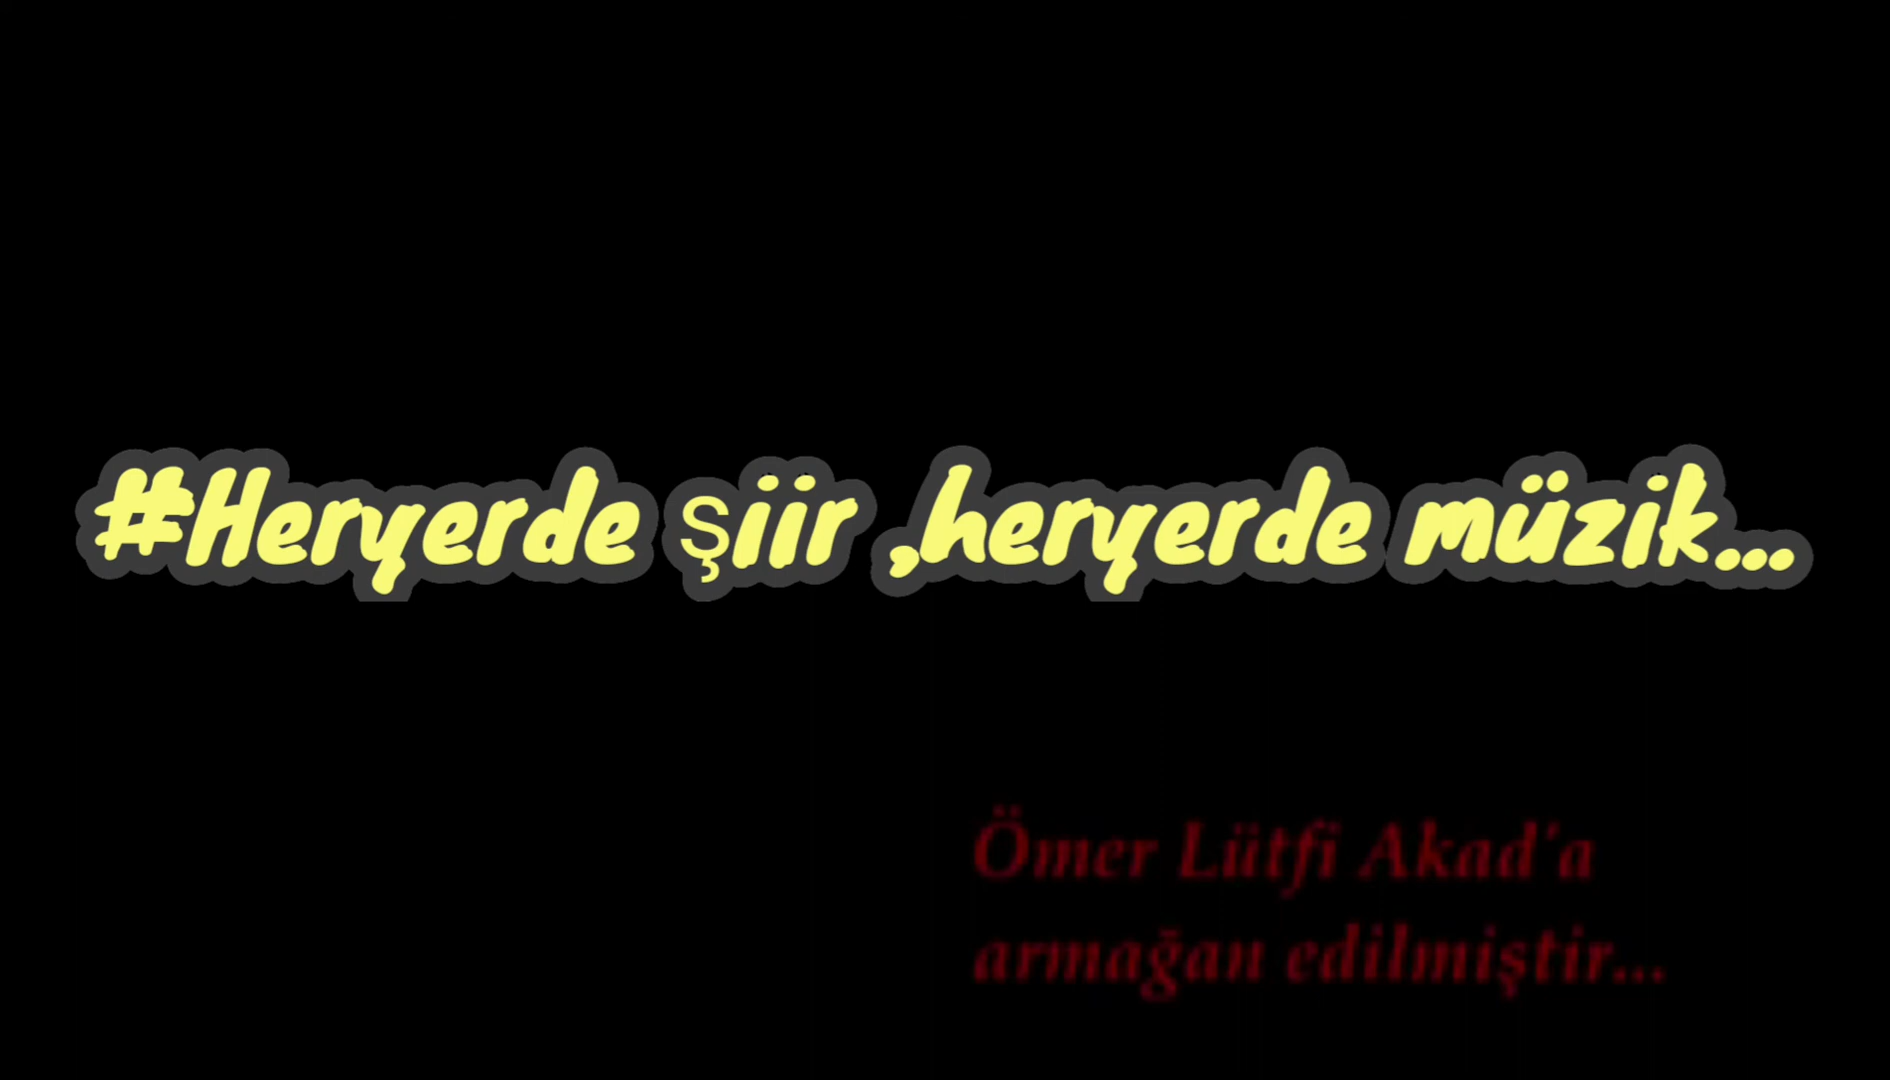 #Heryerde şiir ,heryerde müzik...
Ömer Lütfi Akad'a
armağan edilmiştir...